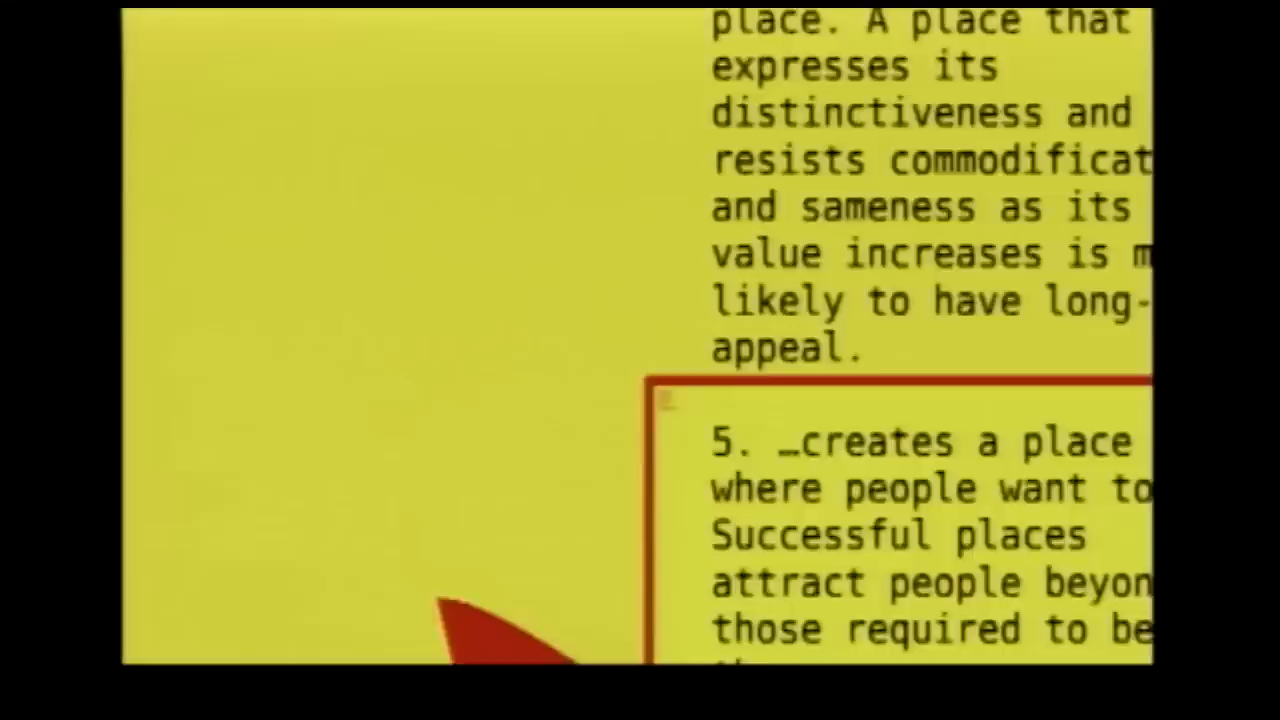 place. A place that
expresses its
distinctiveness and
resists commodificat
and sameness as its
value increases is m
likely to have long-
appeal.
5. …creates a place
where people want to
Successful places
attract people beyon
those required to be